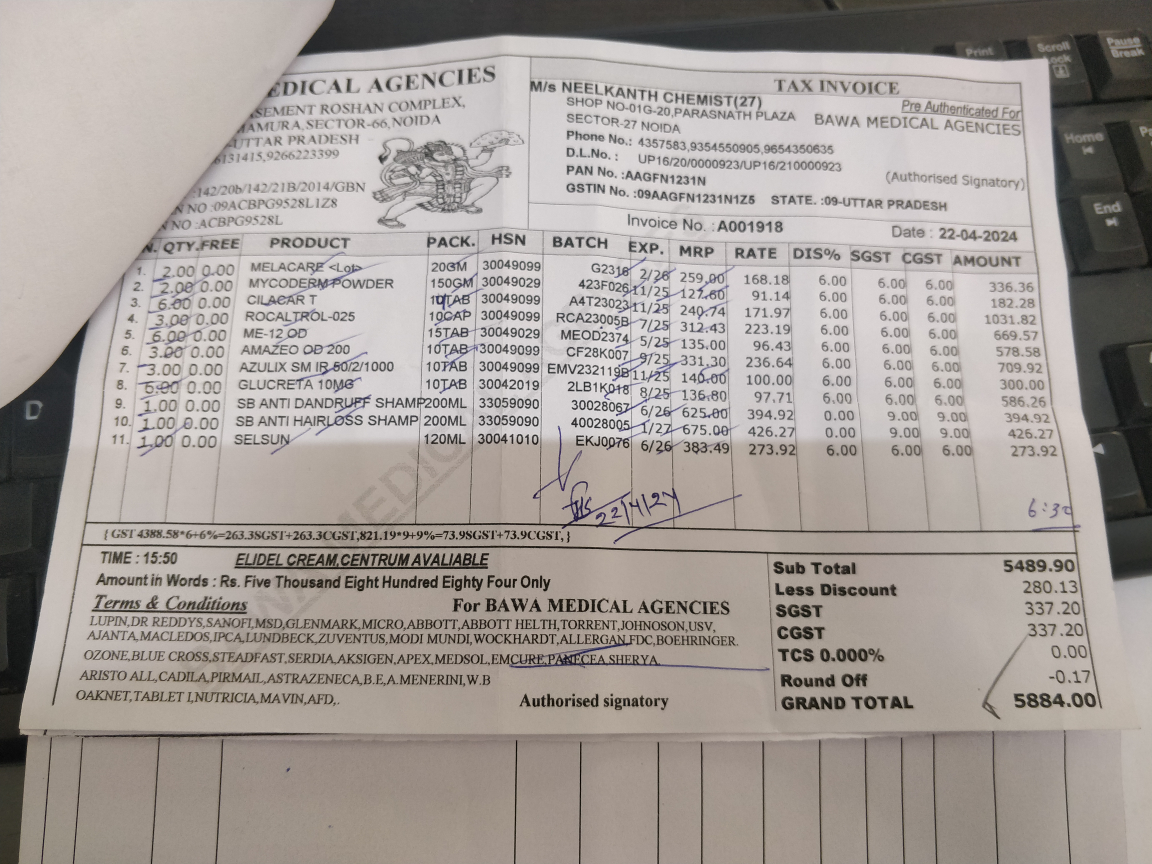 EDICAL AGENCIES
SEMENT ROSHAN COMPLEX,
MAMURA, SECTOR-66, NOIDA
-UTTAR PRADESH
6131415,9266223399
-142/20b/142/21B/2014/GBN
N NO :09ACBPG9528L1Z8
N NO :ACBPG9528L
TAX INVOICE
M/s NEELKANTH CHEMIST(27)
SHOP NO-01G-20,PARASNATH PLAZA
SECTOR-27 NOIDA
Phone No.: 4357583,9354550905,9654350635
D.L.No.: UP16/20/0000923/UP16/210000923
PAN No. :AAGFN1231N
GSTIN No. :09AAGFN1231N1Z5 STATE. :09-UTTAR PRADESH
Pre Authenticated For
BAWA MEDICAL AGENCIES
(Authorised Signatory)
Invoice No. :A001918 Date : 22-04-2024
N. QTY. FREE PRODUCT PACK. HSN BATCH EXP. MRP RATE DIS% SGST CGST AMOUNT
1. 2.00 0.00 MELACARE <Lot> 20GM 30049099 G2316 2/26 259.00 168.18 6.00 6.00 6.00 336.36
2. 2.00 0.00 MYCODERM POWDER 150GM 30049029 423F026 11/25 127.60 91.14 6.00 6.00 6.00 182.28
3. 6.00 0.00 CILACAR T 10TAB 30049099 A4T23023 11/25 240.74 171.97 6.00 6.00 6.00 1031.82
4. 3.00 0.00 ROCALTROL-025 10CAP 30049099 RCA23005B 7/25 312.43 223.19 6.00 6.00 6.00 669.57
5. 6.00 0.00 ME-12 OD 15TAB 30049029 MEOD2374 5/25 135.00 96.43 6.00 6.00 6.00 578.58
6. 3.00 0.00 AMAZEO OD 200 10TAB 30049099 CF28K007 9/25 331.30 236.64 6.00 6.00 6.00 709.92
7. 3.00 0.00 AZULIX SM IR 50/2/1000 10TAB 30049099 EMV232119B 11/25 140.00 100.00 6.00 6.00 6.00 300.00
8. 6.00 0.00 GLUCRETA 10MG 10TAB 30042019 2LB1K018 8/25 136.80 97.71 6.00 6.00 6.00 586.26
9. 1.00 0.00 SB ANTI DANDRUFF SHAMP 200ML 33059090 30028067 6/26 625.00 394.92 0.00 9.00 9.00 394.92
10. 1.00 0.00 SB ANTI HAIRLOSS SHAMP 200ML 33059090 40028005 1/27 675.00 426.27 0.00 9.00 9.00 426.27
11. 1.00 0.00 SELSUN 120ML 30041010 EKJ0076 6/26 383.49 273.92 6.00 6.00 6.00 273.92
22/4/24
6:32
{ GST 4388.58*6+6%=263.3SGST+263.3CGST,821.19*9+9%=73.9SGST+73.9CGST,}
TIME : 15:50 ELIDEL CREAM,CENTRUM AVALIABLE
Amount in Words : Rs. Five Thousand Eight Hundred Eighty Four Only
Terms & Conditions For BAWA MEDICAL AGENCIES
LUPIN,DR REDDYS,SANOFI,MSD,GLENMARK,MICRO,ABBOTT,ABBOTT HELTH,TORRENT,JOHNOSON,USV,
AJANTA,MACLEDOS,IPCA,LUNDBECK,ZUVENTUS,MODI MUNDI,WOCKHARDT,ALLERGAN,FDC,BOEHRINGER.
OZONE,BLUE CROSS,STEADFAST,SERDIA,AKSIGEN,APEX,MEDSOL,EMCURE,PANECEA,SHERYA.
ARISTO ALL,CADILA,PIRMAIL,ASTRAZENECA,B.E,A.MENERINI,W.B
OAKNET,TABLET I,NUTRICIA,MAVIN,AFD,.
Authorised signatory
Sub Total 5489.90
Less Discount 280.13
SGST 337.20
CGST 337.20
TCS 0.000% 0.00
Round Off -0.17
GRAND TOTAL 5884.00
Print
Scroll
Lock
Pause
Break
Home
End
D